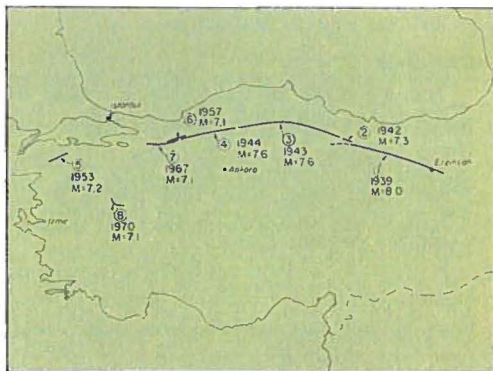 Istanbul
⑥ 1957
M=7.1
② 1942
M=7.3
④ 1944
M=7.6
③
1943
M=7.6
Erzincan
⑦
1967
M=7.1
Ankara
⑤
1953
M=7.2
1939
M=8.0
⑧
1970
M=7.1